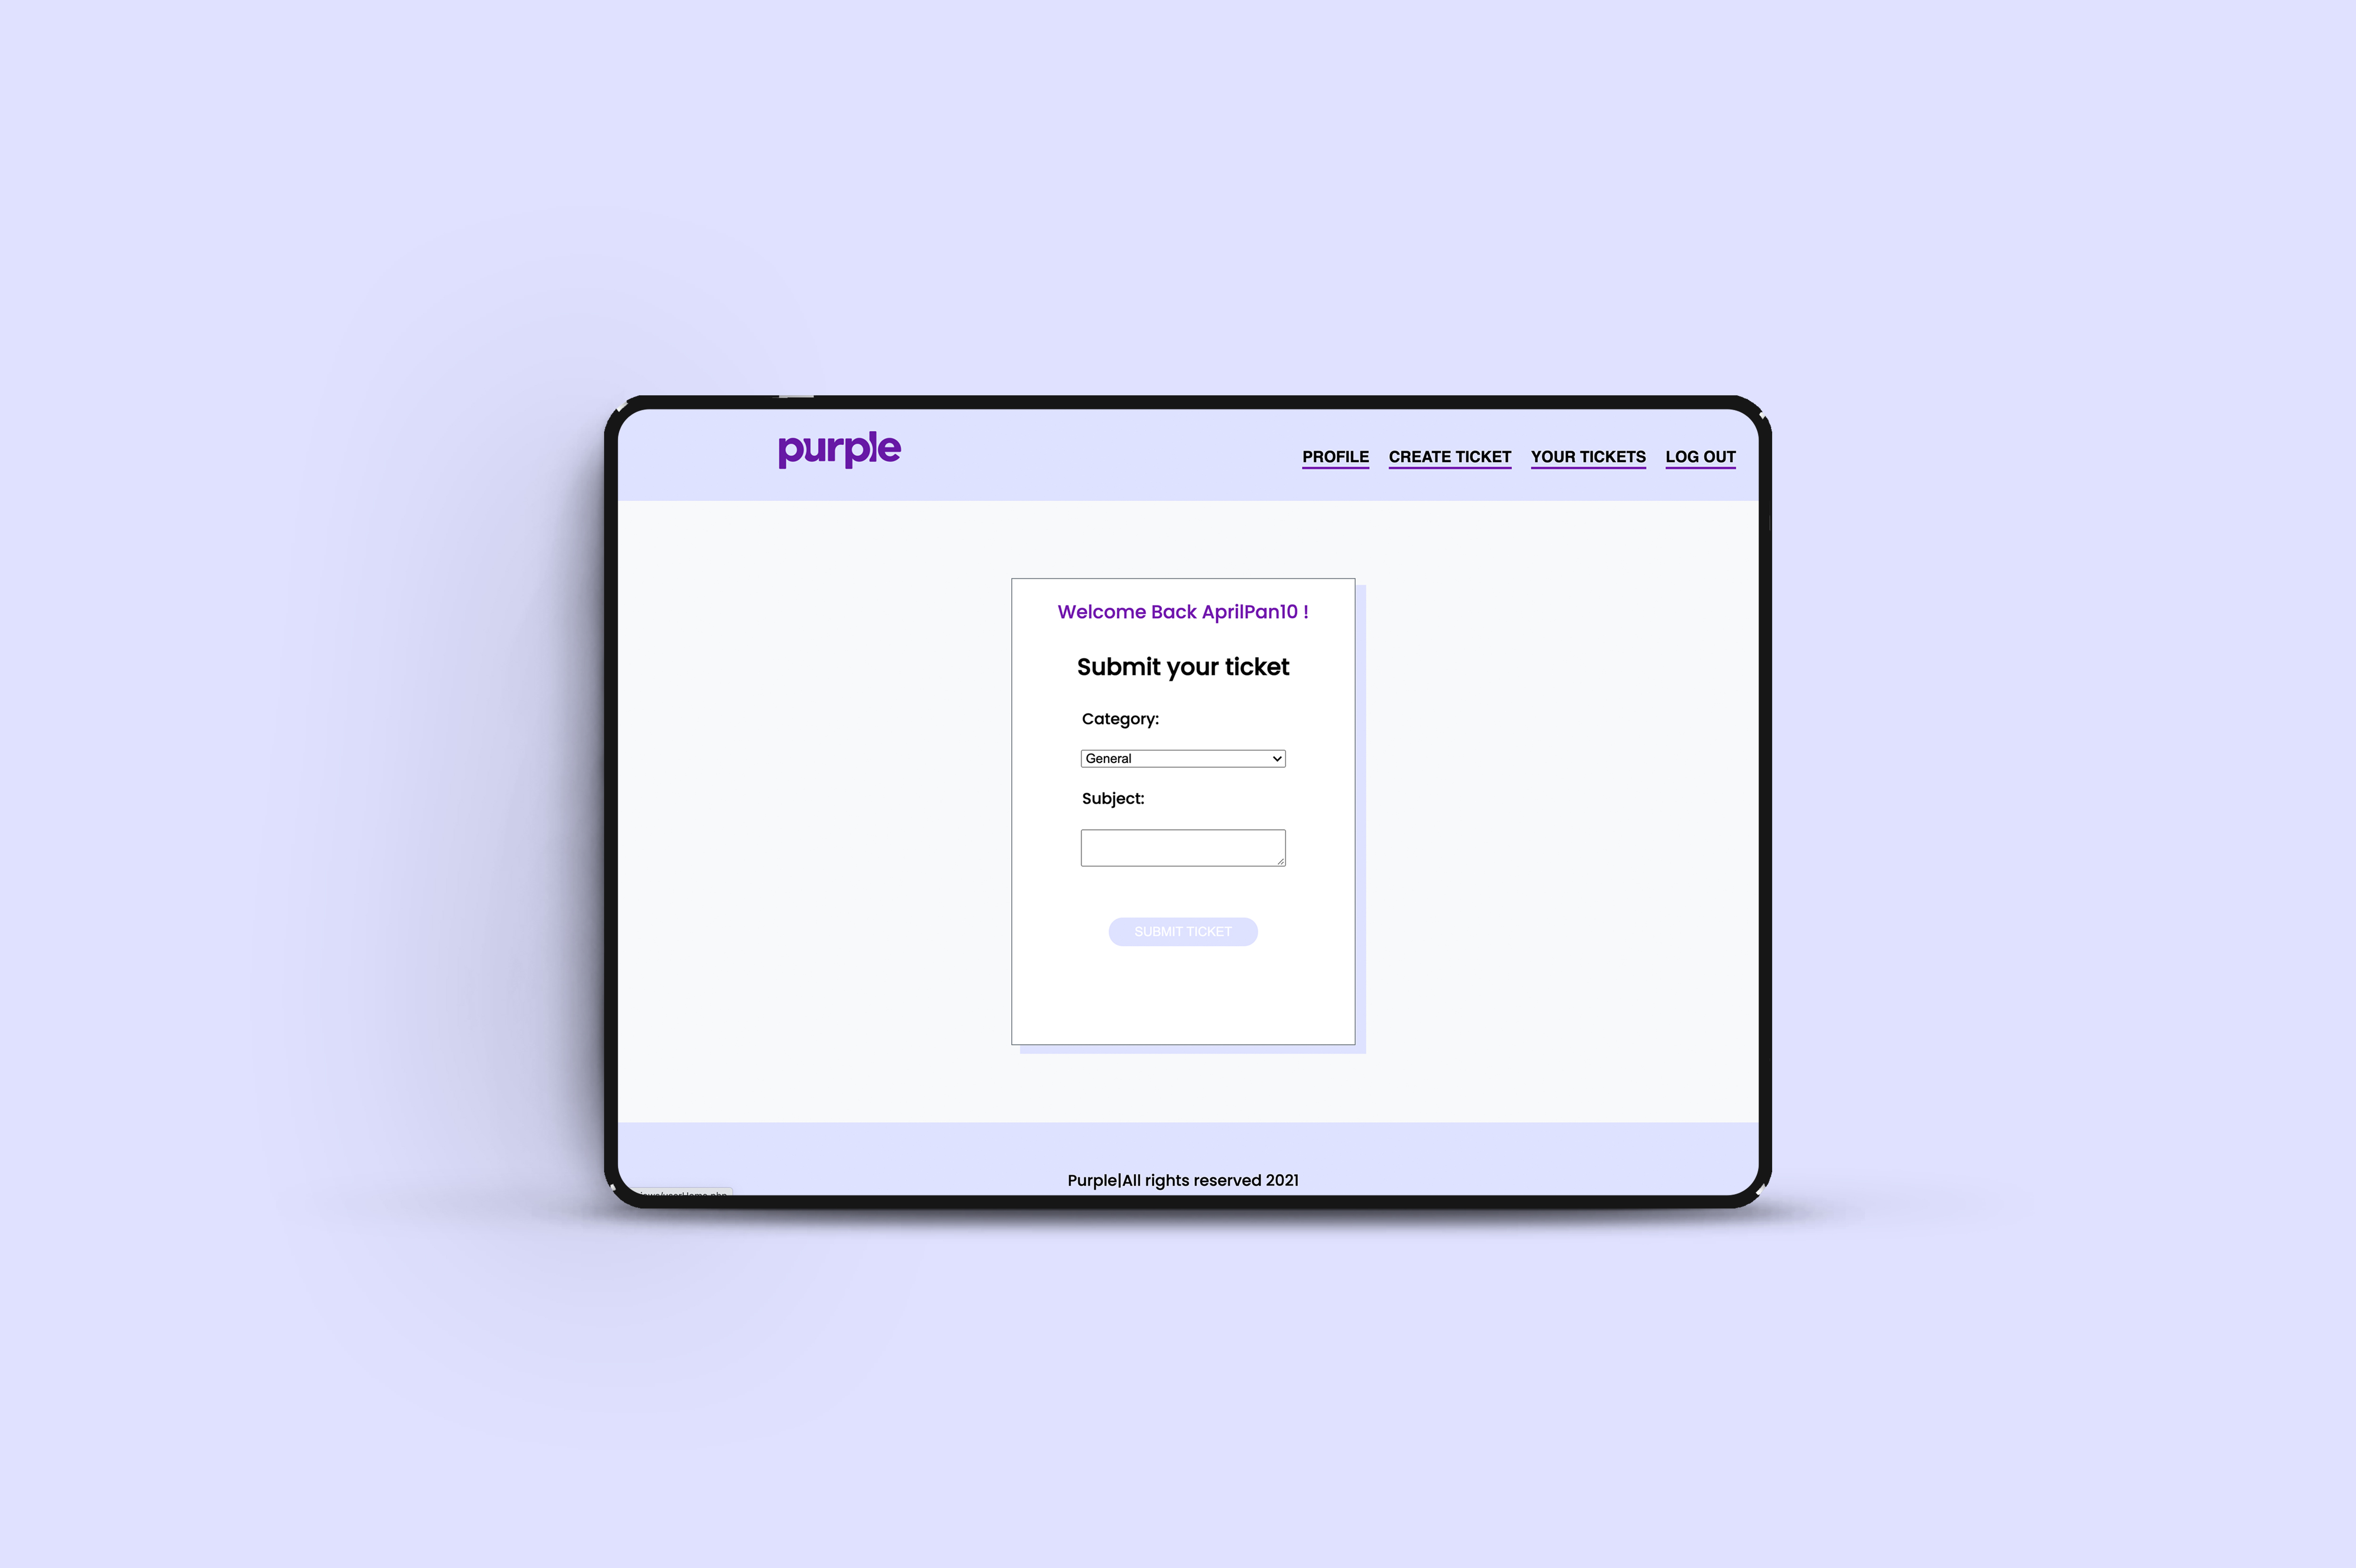 purple
PROFILE CREATE TICKET YOUR TICKETS LOG OUT
Welcome Back AprilPan10 !
Submit your ticket
Category:
General
Subject:
SUBMIT TICKET
Purple|All rights reserved 2021